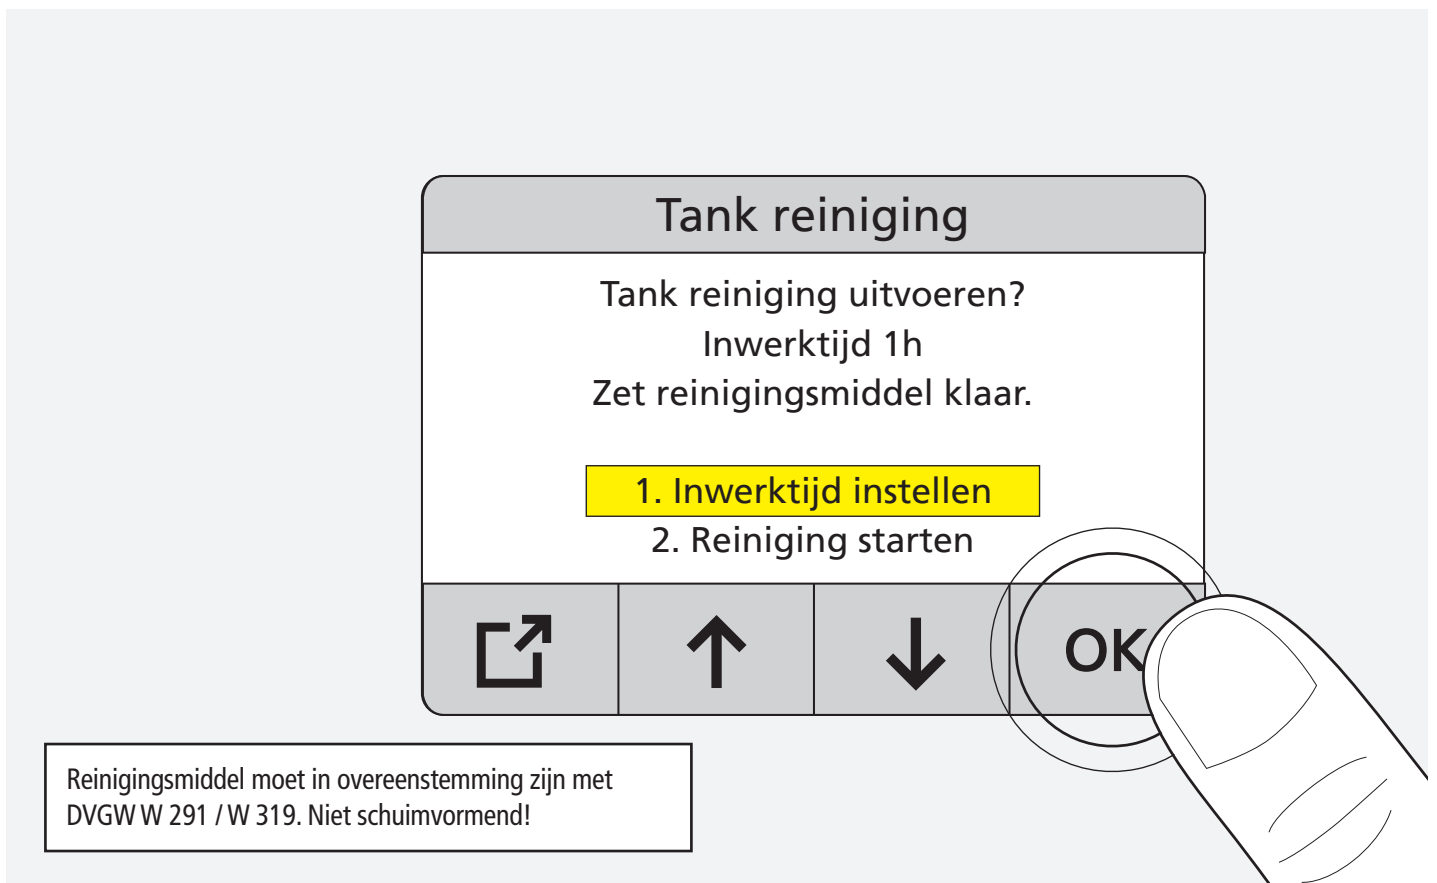 Tank reiniging
Tank reiniging uitvoeren?
Inwerktijd 1h
Zet reinigingsmiddel klaar.
1. Inwerktijd instellen
2. Reiniging starten
OK
Reinigingsmiddel moet in overeenstemming zijn met
DVGW W 291 / W 319. Niet schuimvormend!